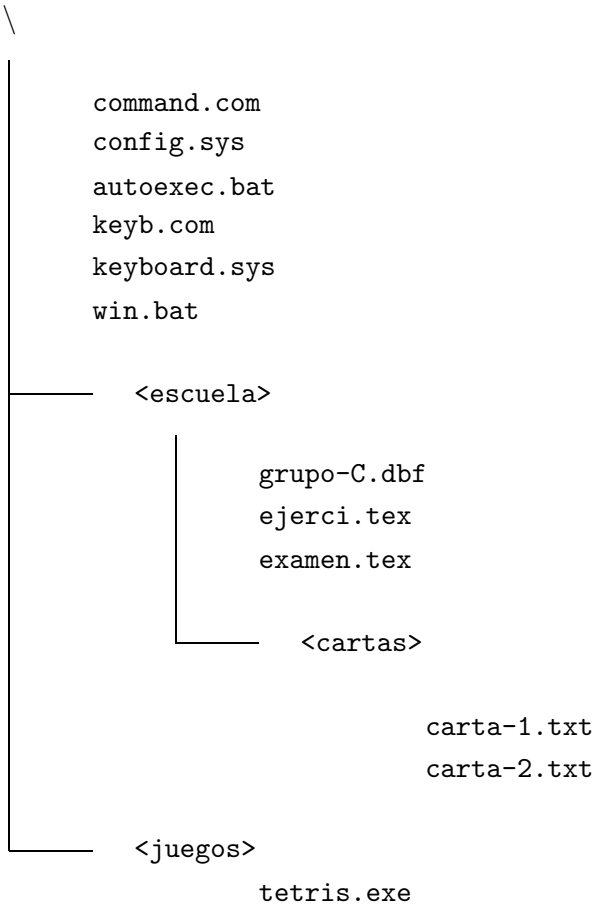 \
command.com
config.sys
autoexec.bat
keyb.com
keyboard.sys
win.bat
<escuela>
grupo-C.dbf
ejerci.tex
examen.tex
<cartas>
carta-1.txt
carta-2.txt
<juegos>
tetris.exe